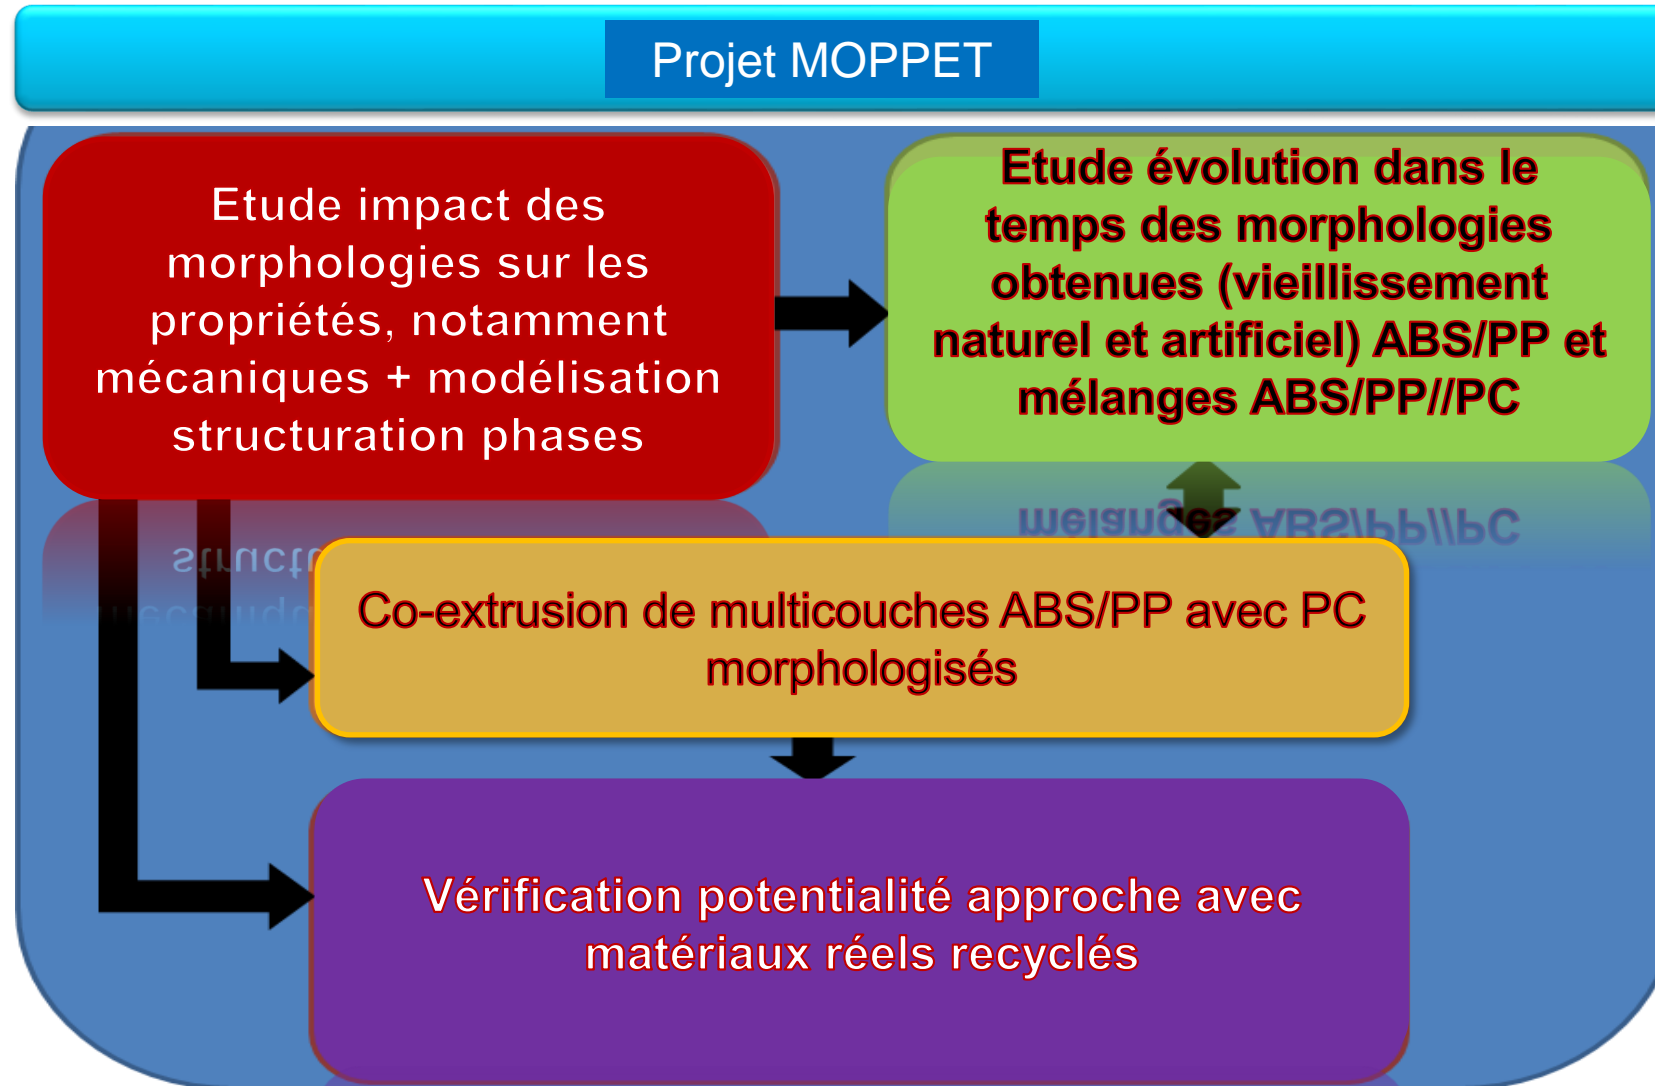 Projet MOPPET
Etude impact des
morphologies sur les
propriétés, notamment
mécaniques + modélisation
structuration phases
Etude évolution dans le
temps des morphologies
obtenues (vieillissement
naturel et artificiel) ABS/PP et
mélanges ABS/PP//PC
Co-extrusion de multicouches ABS/PP avec PC
morphologisés
Vérification potentialité approche avec
matériaux réels recyclés